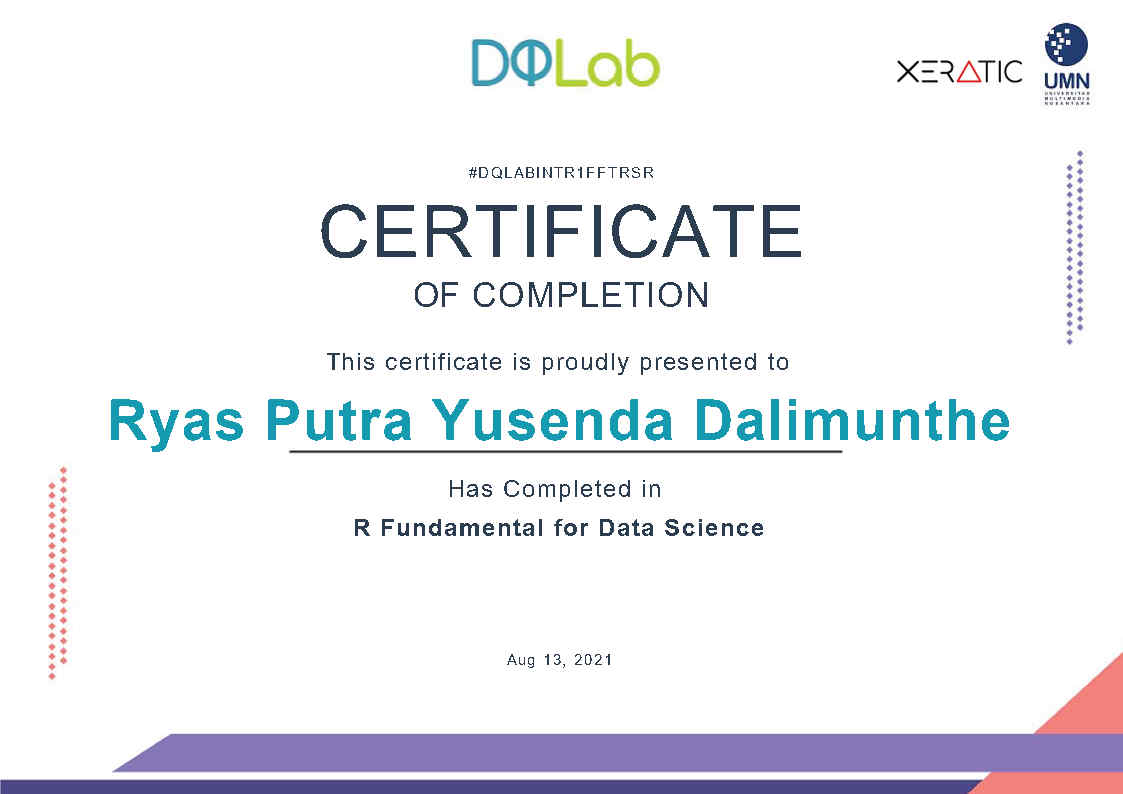 DQLab
XERATIC
UMN
UNIVERSITAS
MULTIMEDIA
NUSANTARA
#DQLABINTR1FFTRSR
CERTIFICATE
OF COMPLETION
This certificate is proudly presented to
Ryas Putra Yusenda Dalimunthe
Has Completed in
R Fundamental for Data Science
Aug 13, 2021